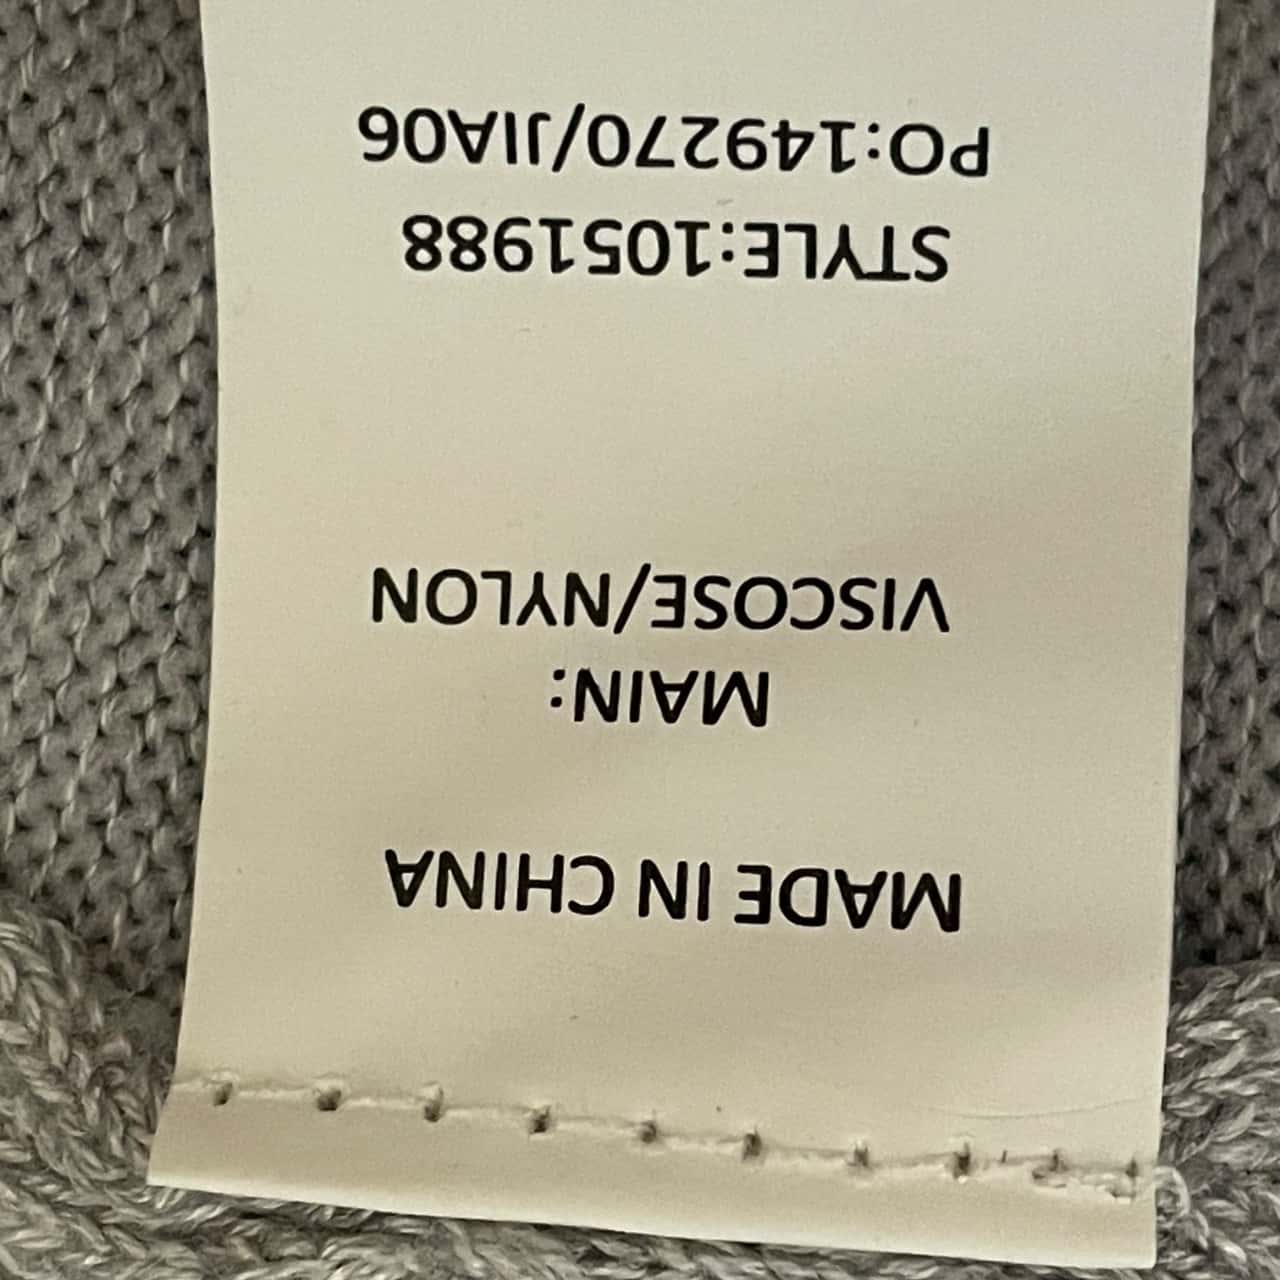 MADE IN CHINA
MAIN:
VISCOSE/NYLON
STYLE:1051988
PO:149270/JIA06